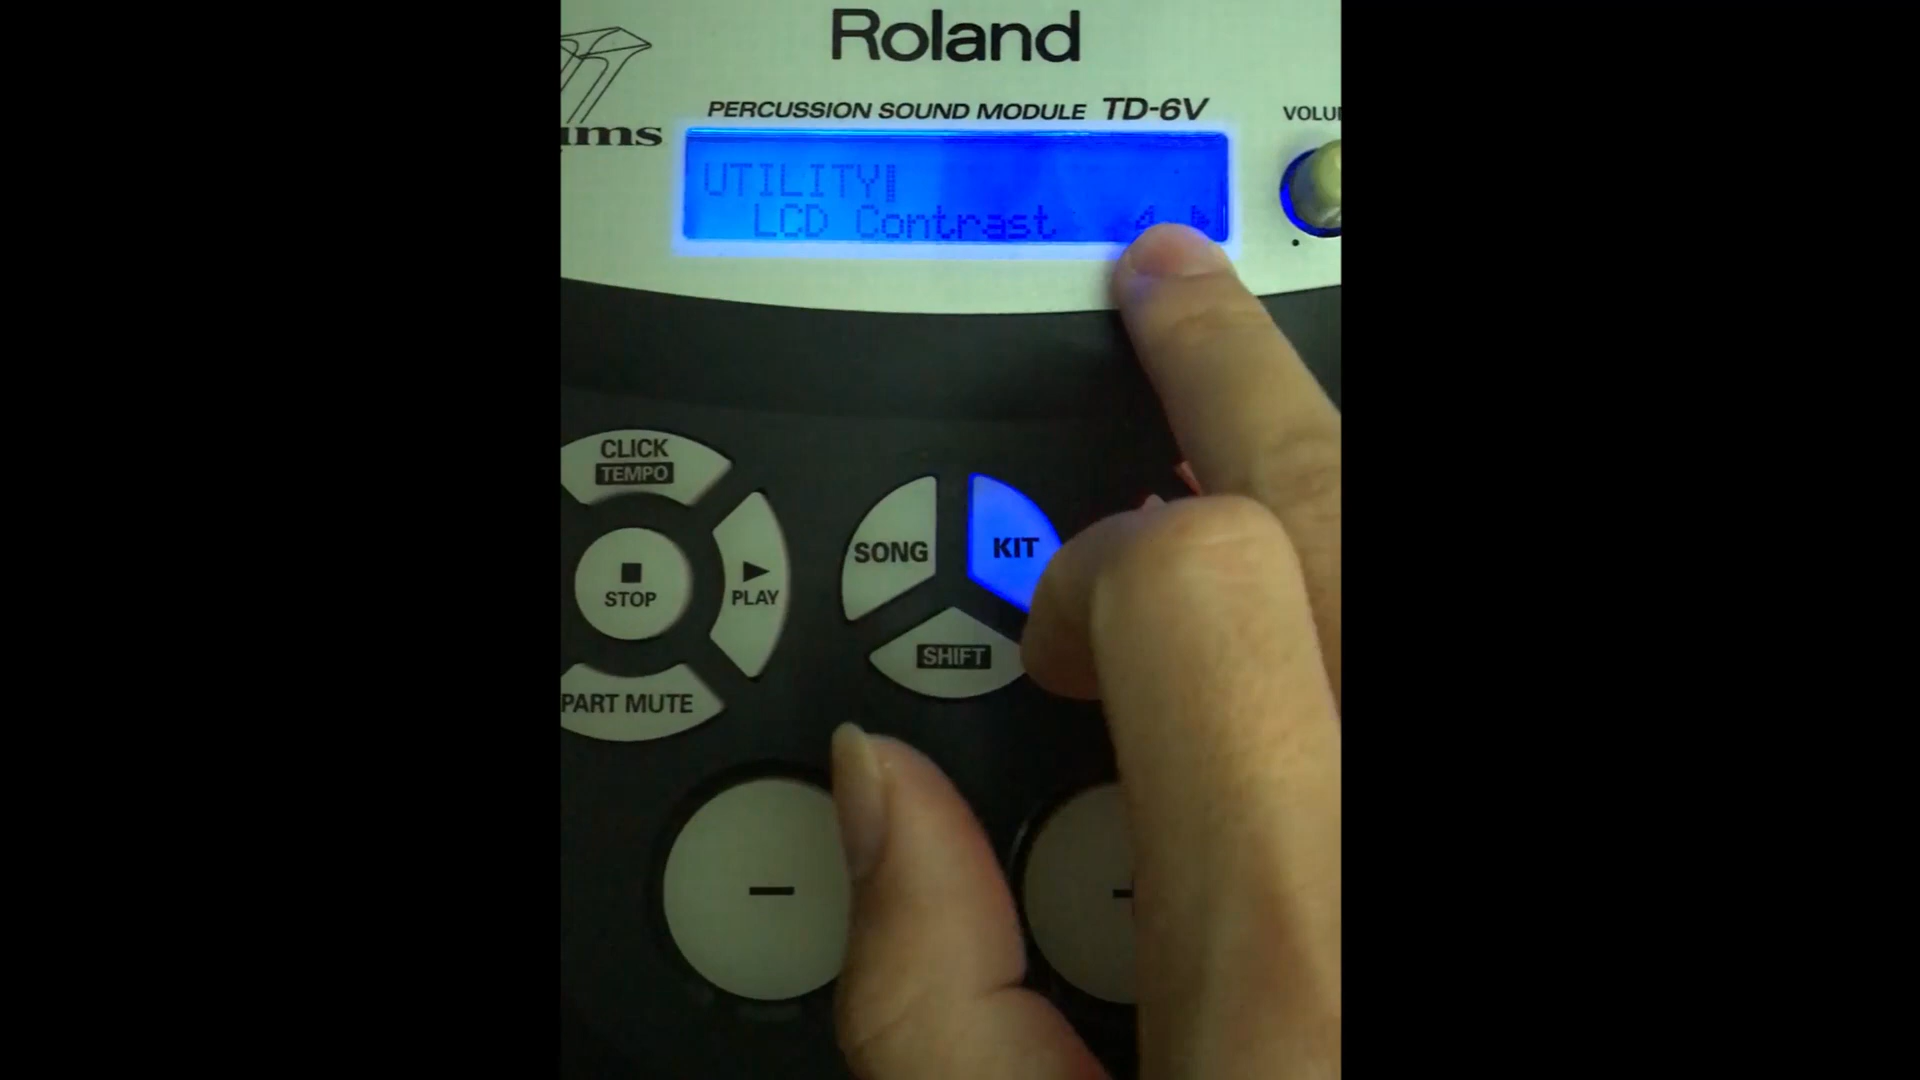 Roland
PERCUSSION SOUND MODULE TD-6V
VOLU
ums
UTILITY
LCD Contrast 4
CLICK
TEMPO
STOP
PLAY
PART MUTE
SONG
KIT
SHIFT